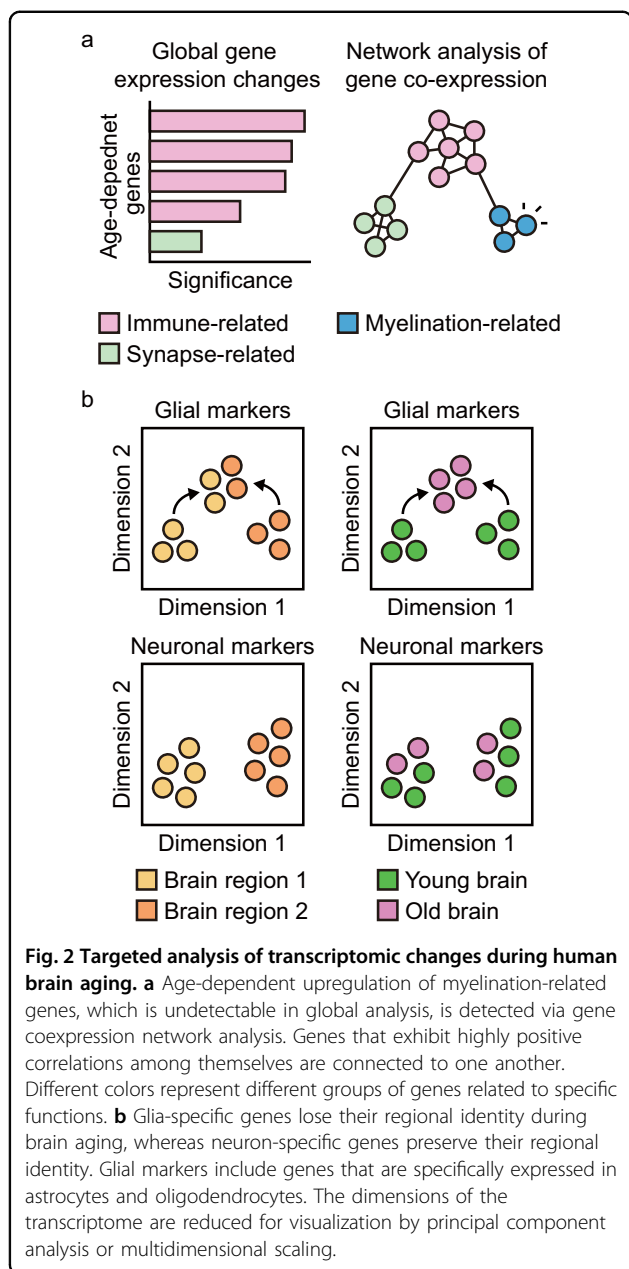 a
Global gene
expression changes
Network analysis of
gene co-expression
Age-depednet
genes
Significance
Immune-related
Synapse-related
Myelination-related
b
Glial markers
Dimension 2
Dimension 1
Dimension 2
Dimension 1
Neuronal markers
Neuronal markers
Dimension 2
Dimension 1
Dimension 2
Dimension 1
Brain region 1
Brain region 2
Young brain
Old brain
Fig. 2 Targeted analysis of transcriptomic changes during human
brain aging. a Age-dependent upregulation of myelination-related
genes, which is undetectable in global analysis, is detected via gene
coexpression network analysis. Genes that exhibit highly positive
correlations among themselves are connected to one another.
Different colors represent different groups of genes related to specific
functions. b Glia-specific genes lose their regional identity during
brain aging, whereas neuron-specific genes preserve their regional
identity. Glial markers include genes that are specifically expressed in
astrocytes and oligodendrocytes. The dimensions of the
transcriptome are reduced for visualization by principal component
analysis or multidimensional scaling.